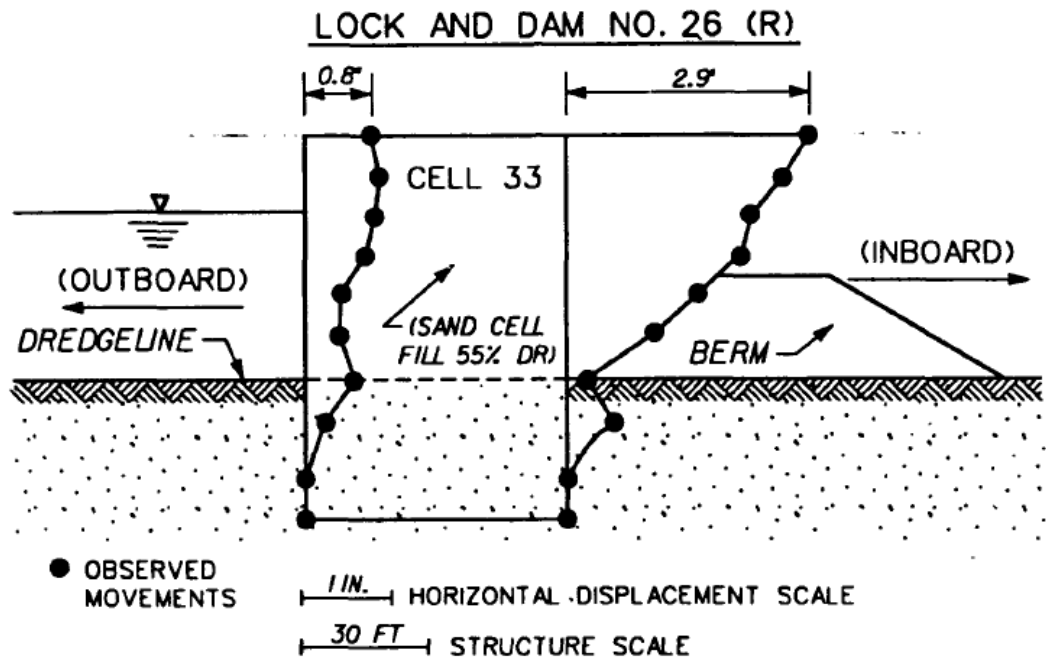 LOCK AND DAM NO. 26 (R)
0.8"
2.9"
CELL 33
(OUTBOARD)
(INBOARD)
DREDGELINE
(SAND CELL
FILL 55% DR)
BERM
OBSERVED
MOVEMENTS
1 IN.
HORIZONTAL DISPLACEMENT SCALE
30 FT
STRUCTURE SCALE